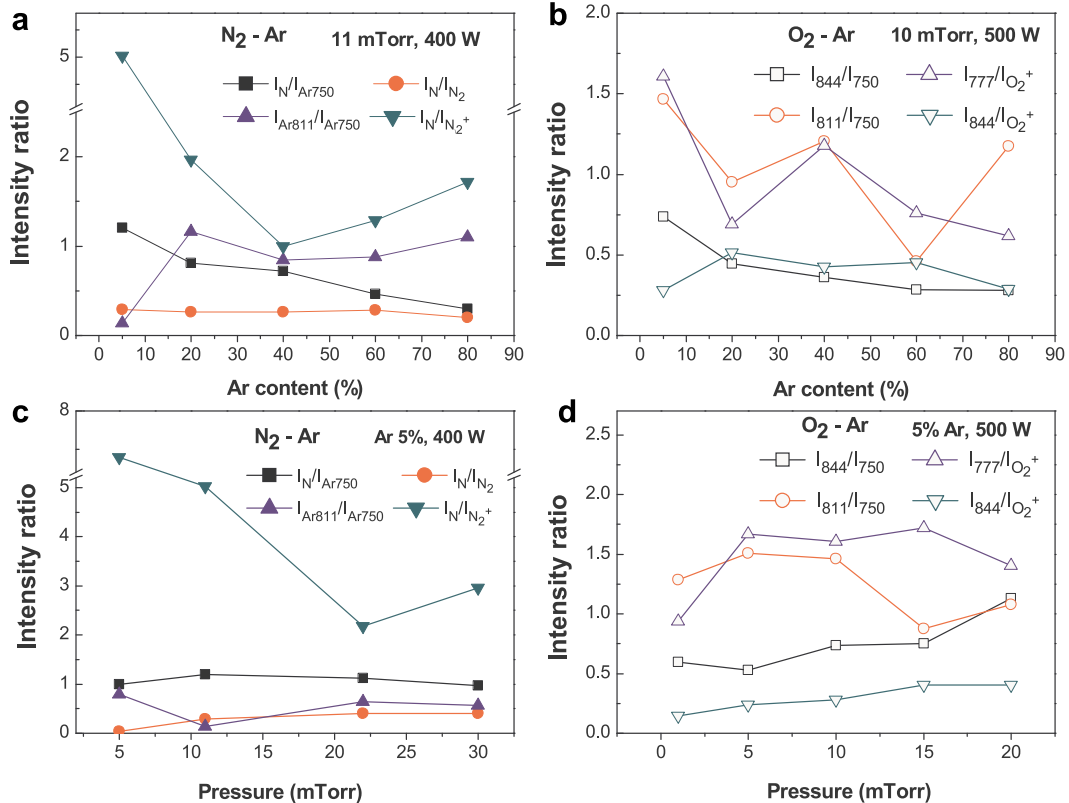 a
N2 - Ar 11 mTorr, 400 W
IN/IAr750 IN/IN2
IAr811/IAr750 IN/IN2+
Intensity ratio
5
2
1
0
0 10 20 30 40 50 60 70 80 90
Ar content (%)
b
O2 - Ar 10 mTorr, 500 W
I844/I750 I777/IO2+
I811/I750 I844/IO2+
Intensity ratio
2.0
1.5
1.0
0.5
0.0
0 10 20 30 40 50 60 70 80 90
Ar content (%)
c
N2 - Ar Ar 5%, 400 W
IN/IAr750 IN/IN2
IAr811/IAr750 IN/IN2+
Intensity ratio
8
5
4
3
2
1
0
5 10 15 20 25 30
Pressure (mTorr)
d
O2 - Ar 5% Ar, 500 W
I844/I750 I777/IO2+
I811/I750 I844/IO2+
Intensity ratio
2.5
2.0
1.5
1.0
0.5
0.0
0 5 10 15 20
Pressure (mTorr)